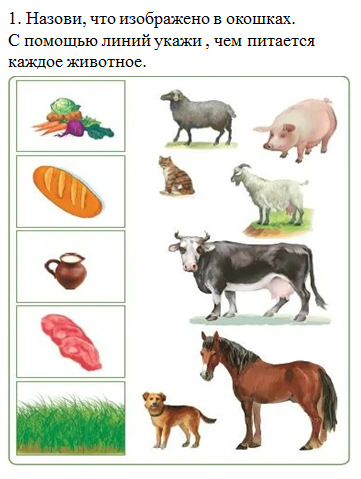 1. Назови, что изображено в окошках.
С помощью линий укажи , чем питается
каждое животное.